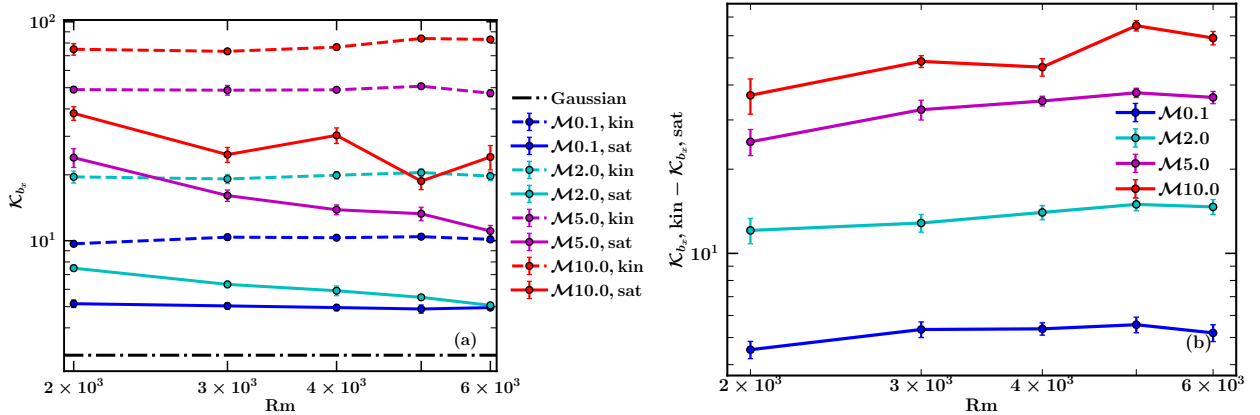 10²
10¹
𝒦_{b_x}
2 × 10³ 3 × 10³ 4 × 10³ 6 × 10³
Rm
(a)
Gaussian
ℳ0.1, kin
ℳ0.1, sat
ℳ2.0, kin
ℳ2.0, sat
ℳ5.0, kin
ℳ5.0, sat
ℳ10.0, kin
ℳ10.0, sat
10¹
𝒦_{b_x}, kin − 𝒦_{b_x}, sat
2 × 10³ 3 × 10³ 4 × 10³ 6 × 10³
Rm
(b)
ℳ0.1
ℳ2.0
ℳ5.0
ℳ10.0